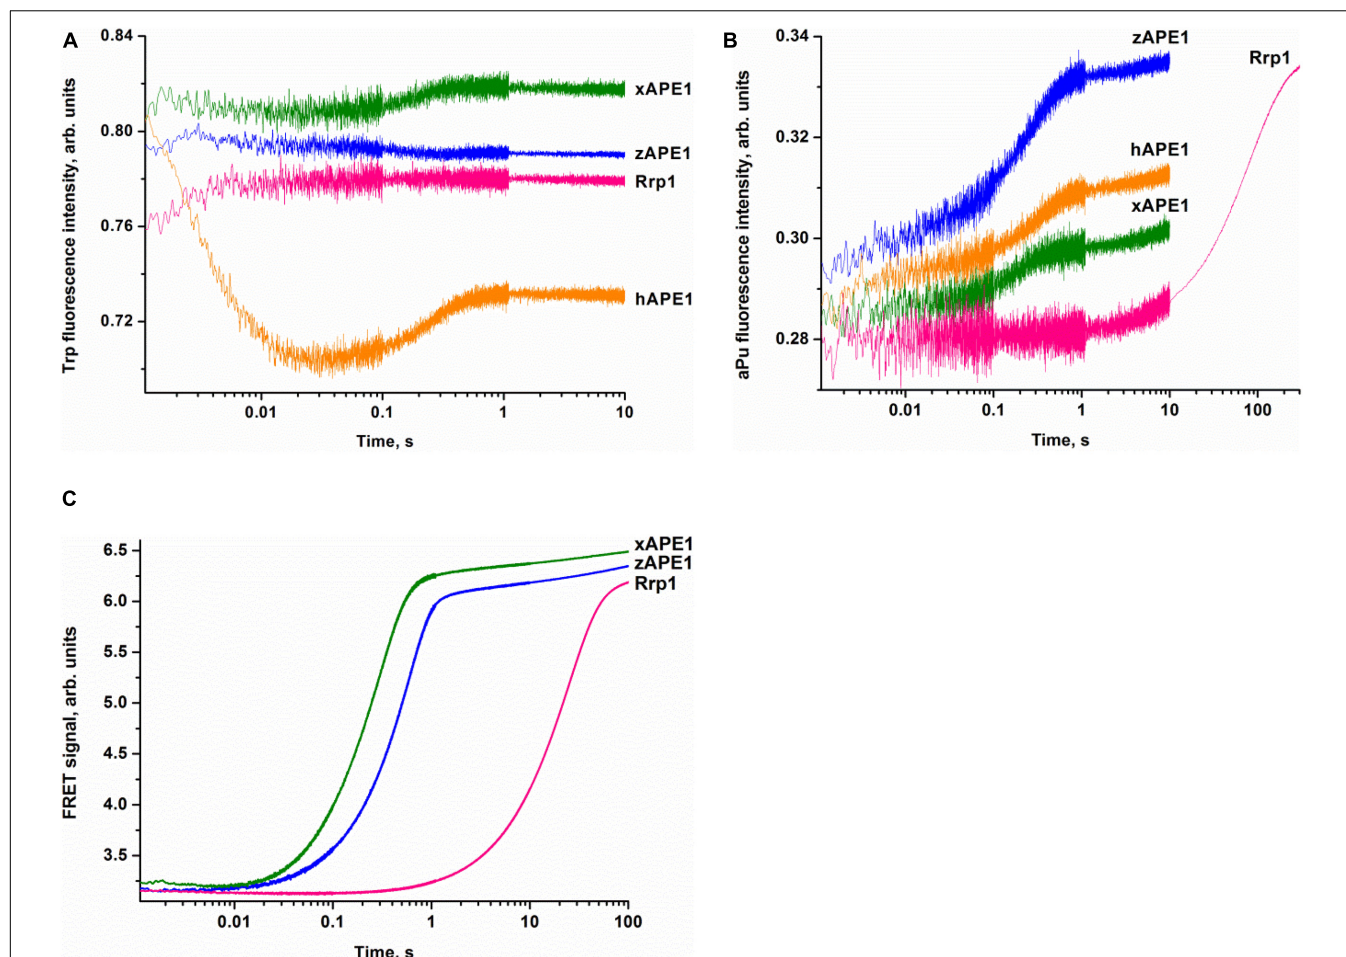 A
Trp fluorescence intensity, arb. units
0.84
0.80
0.76
0.72
xAPE1
zAPE1
Rrp1
hAPE1
0.01 0.1 1 10
Time, s
B
aPu fluorescence intensity, arb. units
0.34
0.32
0.30
0.28
zAPE1
Rrp1
hAPE1
xAPE1
0.01 0.1 1 10 100
Time, s
C
FRET signal, arb. units
6.5
6.0
5.5
5.0
4.5
4.0
3.5
xAPE1
zAPE1
Rrp1
0.01 0.1 1 10 100
Time, s